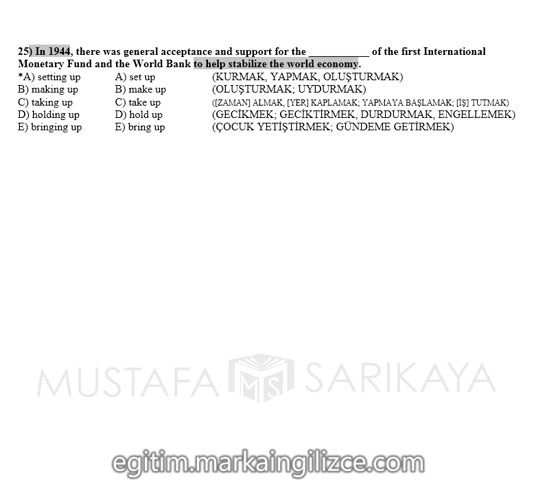 25) In 1944, there was general acceptance and support for the ____________ of the first International
Monetary Fund and the World Bank to help stabilize the world economy.
*A) setting up A) set up (KURMAK, YAPMAK, OLUŞTURMAK)
B) making up B) make up (OLUŞTURMAK; UYDURMAK)
C) taking up C) take up ([ZAMAN] ALMAK, [YER] KAPLAMAK; YAPMAYA BAŞLAMAK; [İŞ] TUTMAK)
D) holding up D) hold up (GECİKMEK; GECİKTİRMEK, DURDURMAK, ENGELLEMEK)
E) bringing up E) bring up (ÇOCUK YETİŞTİRMEK; GÜNDEME GETİRMEK)
MUSTAFA MS SARIKAYA
egitim.markaingilizce.com